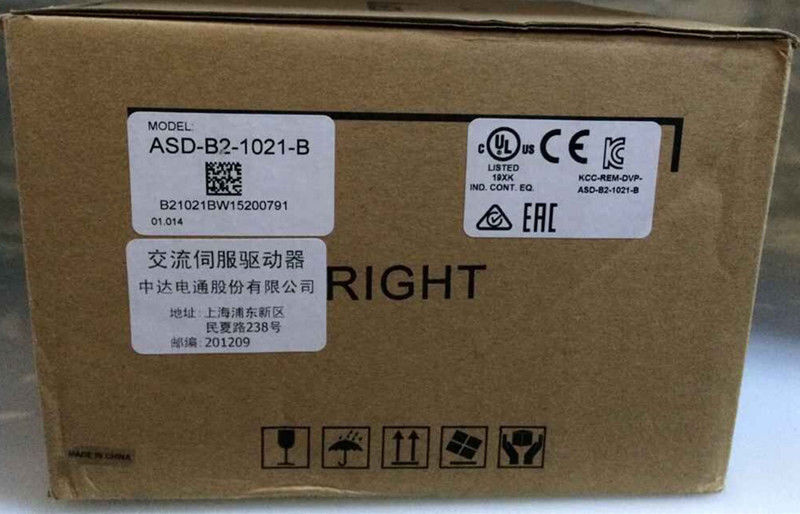 MODEL:
ASD-B2-1021-B
B21021BW15200791
01.014
c UL US CE
LISTED
19XK
IND. CONT. EQ.
KCC-REM-DVP-
ASD-B2-1021-B
EAC
交流伺服驱动器
中达电通股份有限公司
地址:上海浦东新区
民夏路238号
邮编:201209
RIGHT
MADE IN CHINA